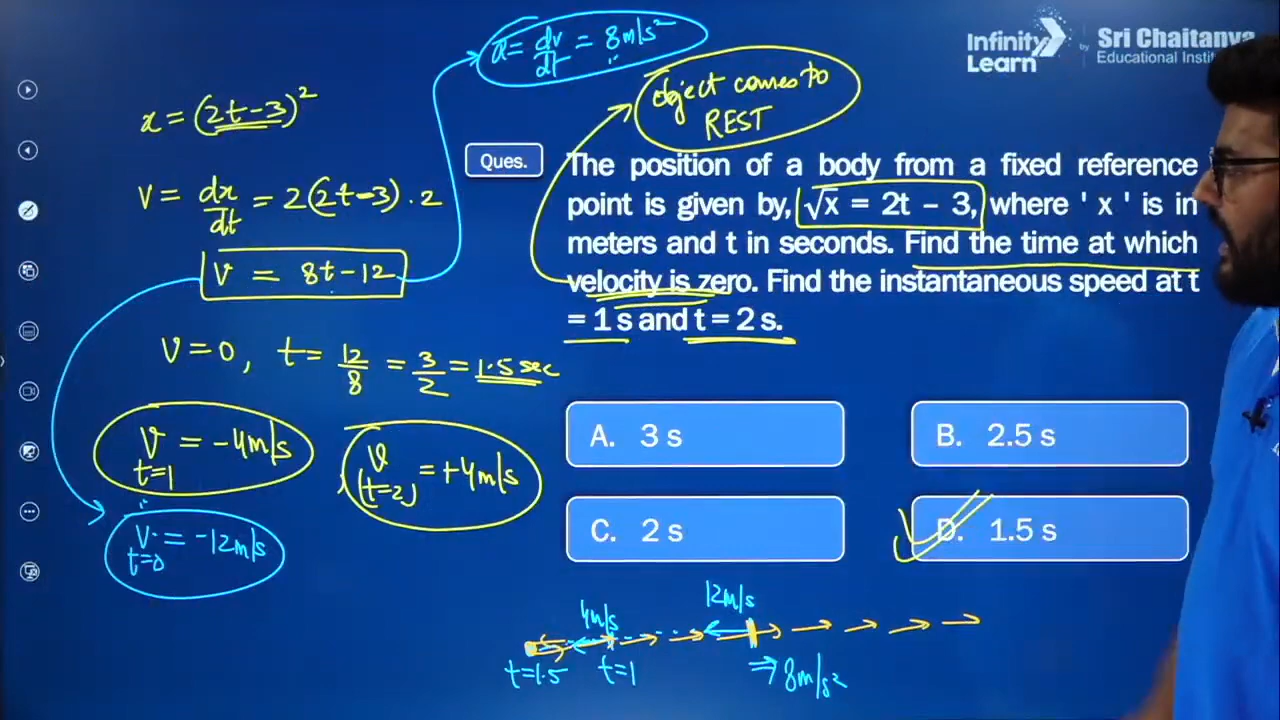 a = dv/dt = 8m/s²
Infinity Learn by Sri Chaitanya
Educational Instit
object comes to
REST
x = (2t-3)²
v = dx/dt = 2(2t-3).2
v = 8t-12
v=0, t= 12/8 = 3/2 = 1.5 sec
v t=1 = -4m/s
v (t=2) = +4m/s
v t=0 = -12m/s
Ques.
The position of a body from a fixed reference
point is given by, √x = 2t – 3, where ' x ' is in
meters and t in seconds. Find the time at which
velocity is zero. Find the instantaneous speed at t
= 1 s and t = 2 s.
A. 3 s
B. 2.5 s
C. 2 s
D. 1.5 s
4m/s
12m/s
t=1.5
t=1
⇒8m/s²